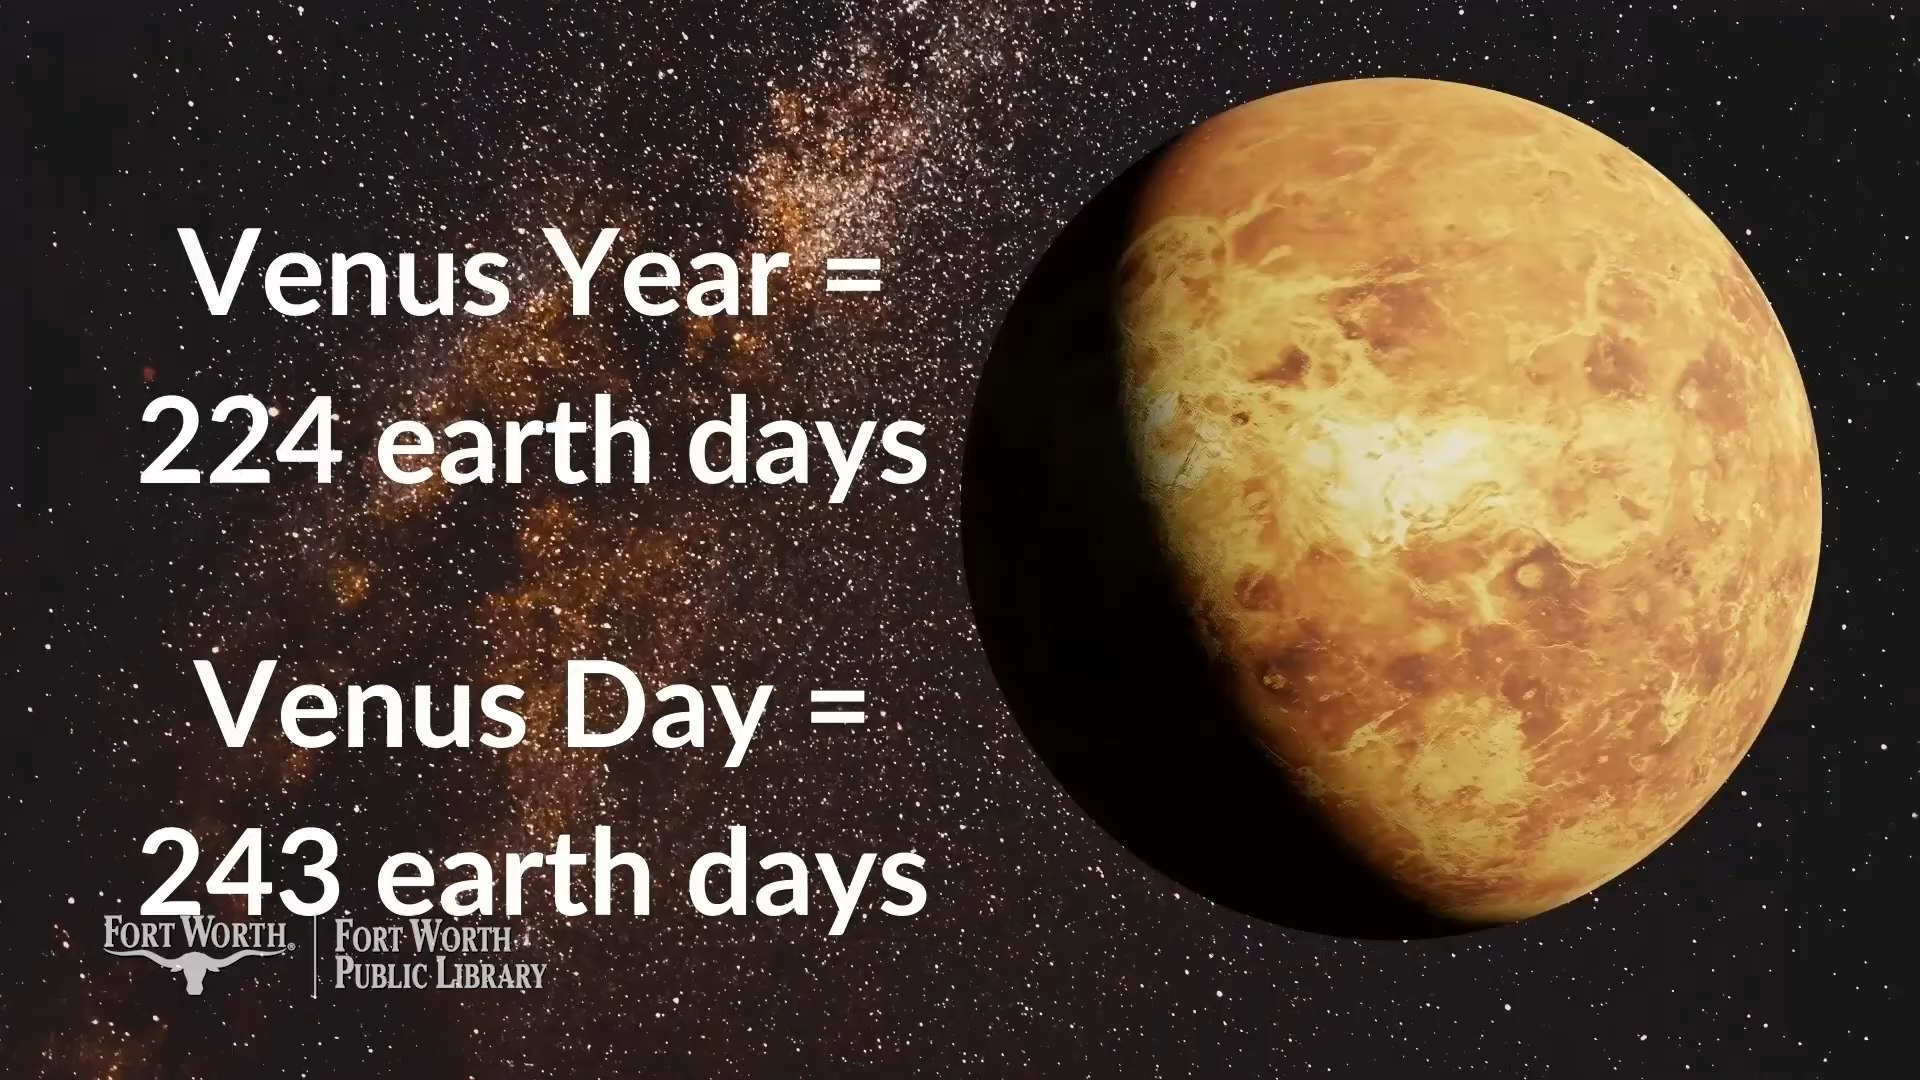 Venus Year =
224 earth days
Venus Day =
243 earth days
FORT WORTH®
FORT WORTH
PUBLIC LIBRARY